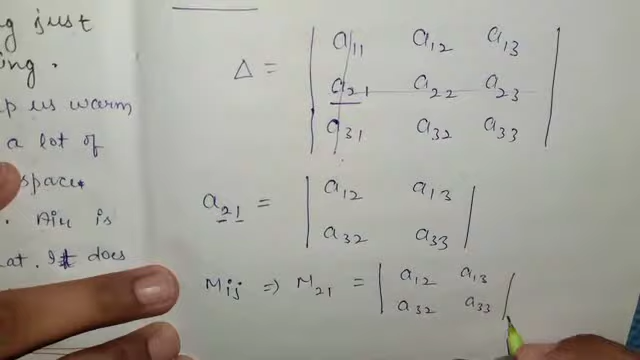 g just
ing.
p us warm
a lot of
space.
. Air is
at. It does
Δ = | a11 a12 a13 |
| a21 a22 a23 |
| a31 a32 a33 |
a21 = | a12 a13 |
| a32 a33 |
Mij ⇒ M21 = | a12 a13 |
| a32 a33 |